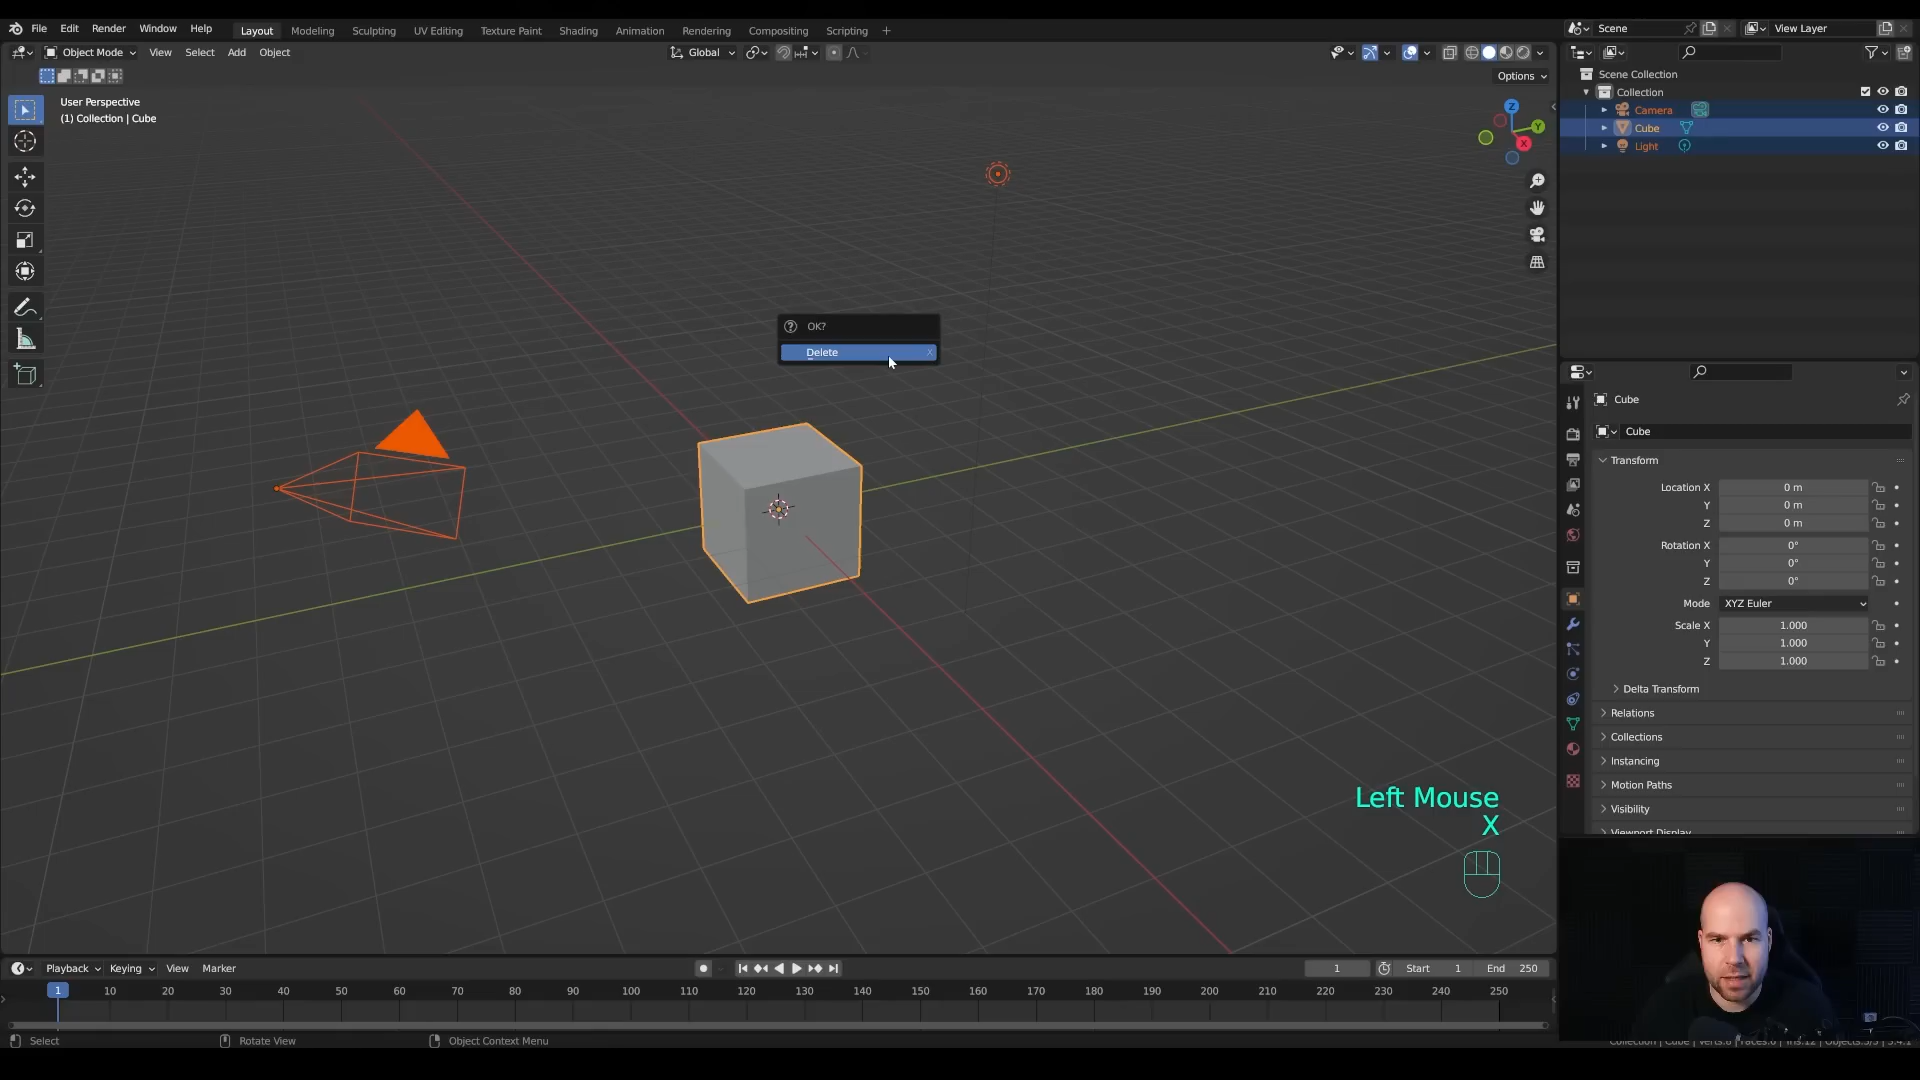 File Edit Render Window Help
Layout Modeling Sculpting UV Editing Texture Paint Shading Animation Rendering Compositing Scripting +
Scene
View Layer
Object Mode View Select Add Object
Global
Options
User Perspective
(1) Collection | Cube
Z
Y
X
Scene Collection
Collection
Camera
Cube
Light
OK?
Delete X
Cube
Cube
Transform
Location X 0 m
Y 0 m
Z 0 m
Rotation X 0°
Y 0°
Z 0°
Mode XYZ Euler
Scale X 1.000
Y 1.000
Z 1.000
Delta Transform
Relations
Collections
Instancing
Motion Paths
Visibility
Viewport Display
Left Mouse
X
Playback Keying View Marker
1 Start 1 End 250
1 10 20 30 40 50 60 70 80 90 100 110 120 130 140 150 160 170 180 190 200 210 220 230 240 250
Select Rotate View Object Context Menu
Collection | Cube